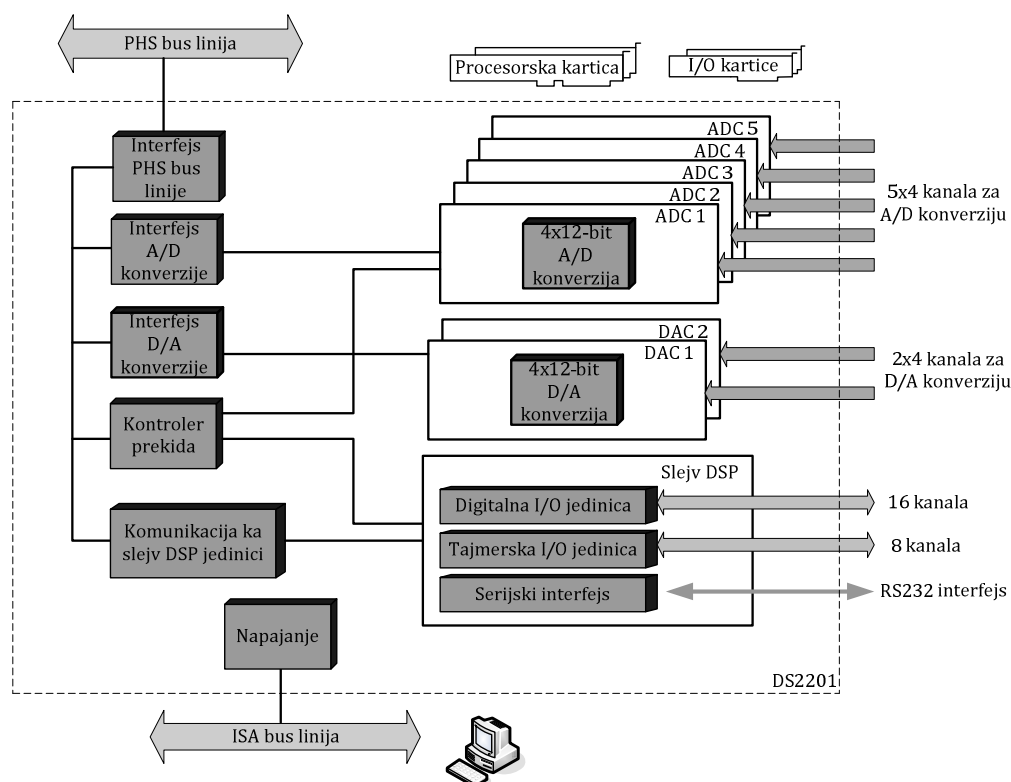 PHS bus linija
Procesorska kartica
I/O kartice
Interfejs
PHS bus
linije
ADC 5
ADC 4
ADC 3
ADC 2
ADC 1
5x4 kanala za
A/D konverziju
Interfejs
A/D
konverzije
4x12-bit
A/D
konverzija
Interfejs
D/A
konverzije
DAC 2
DAC 1
4x12-bit
D/A
konverzija
2x4 kanala za
D/A konverziju
Kontroler
prekida
Slejv DSP
Digitalna I/O jedinica
16 kanala
Komunikacija ka
slejv DSP jedinici
Tajmerska I/O jedinica
8 kanala
Serijski interfejs
RS232 interfejs
Napajanje
DS2201
ISA bus linija